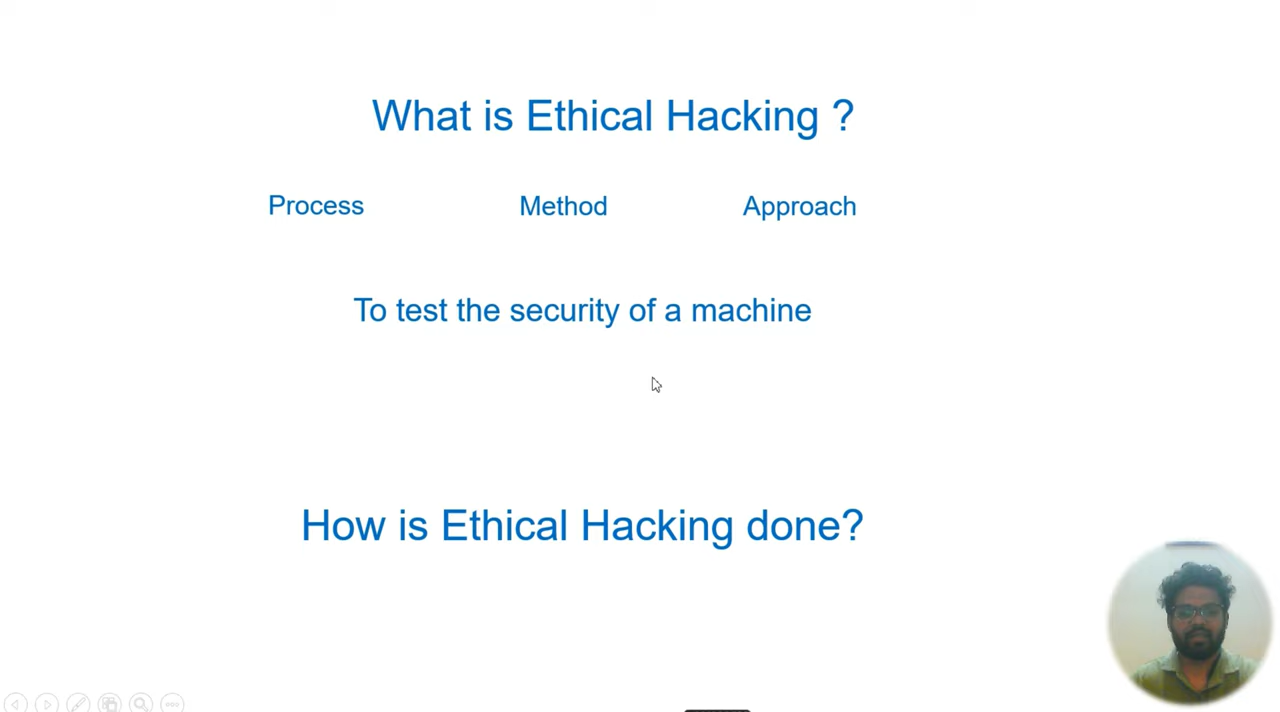 What is Ethical Hacking ?
Process Method Approach
To test the security of a machine
How is Ethical Hacking done?